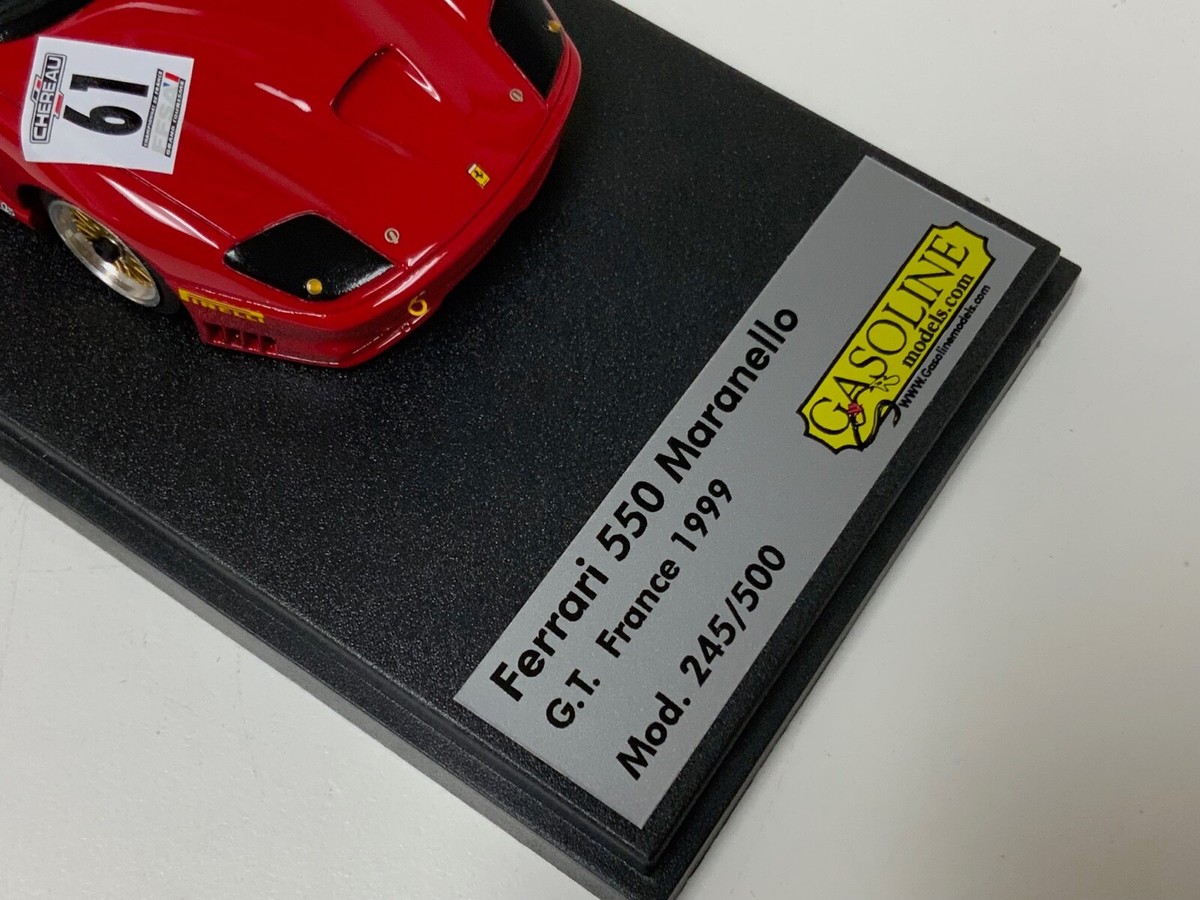 CHEREAU
61
PIRELLI
Ferrari 550 Maranello
G.T. France 1999
Mod. 245/500
GASOLINE
models.com
www.Gasolinemodels.com